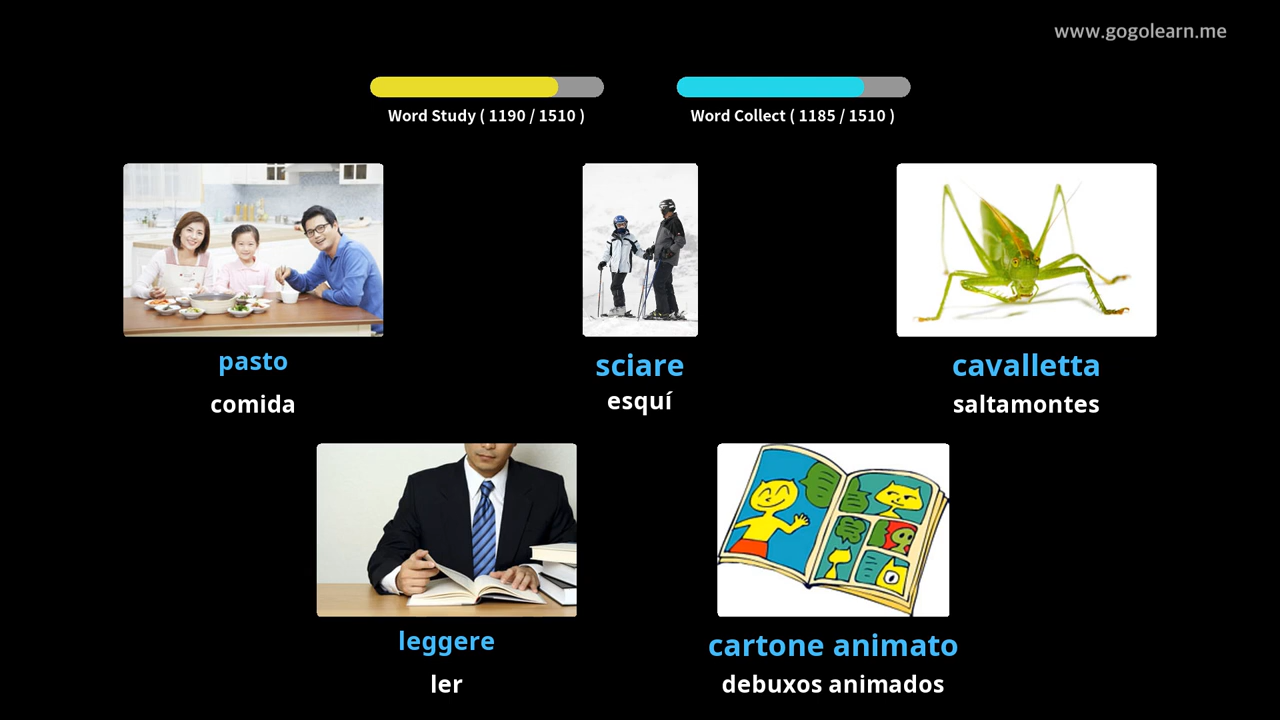 www.gogolearn.me
Word Study ( 1190 / 1510 )
Word Collect ( 1185 / 1510 )
pasto
comida
sciare
esquí
cavalletta
saltamontes
leggere
ler
cartone animato
debuxos animados